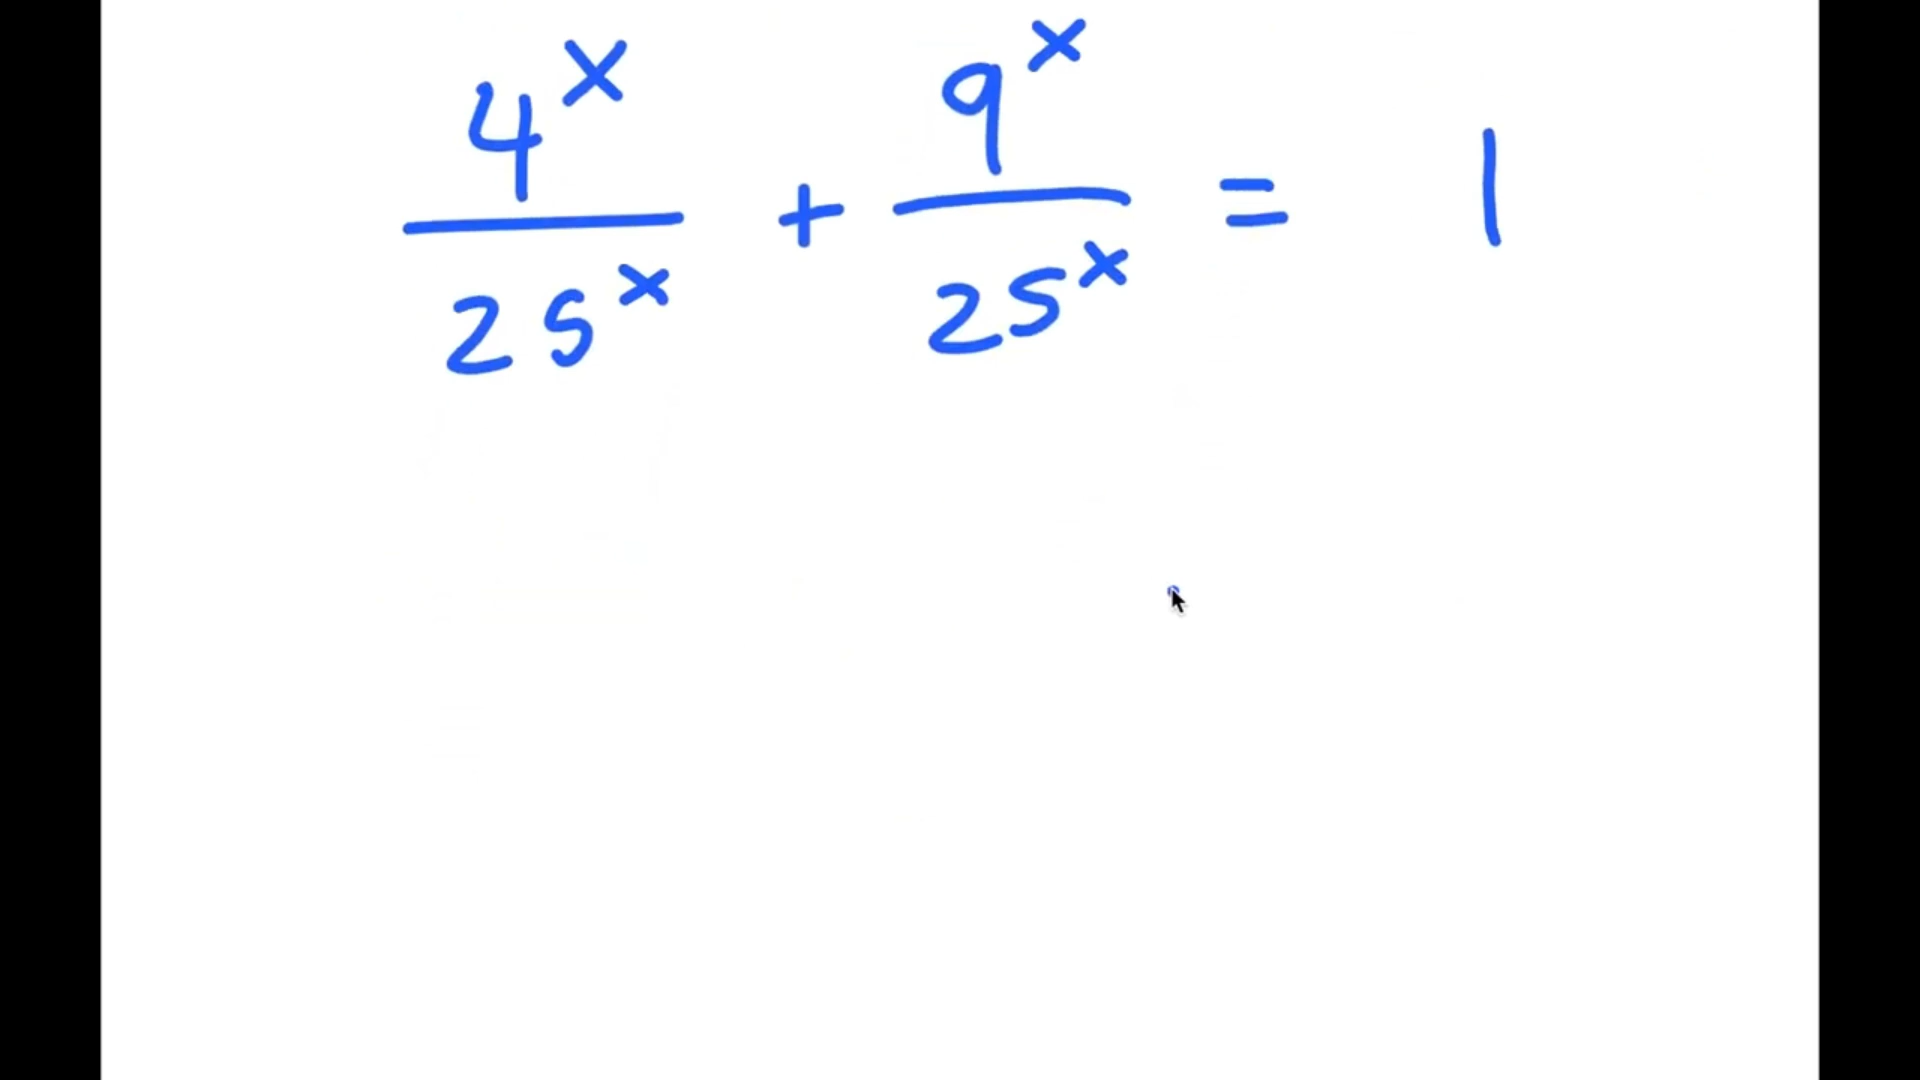 4^x / 25^x + 9^x / 25^x = 1